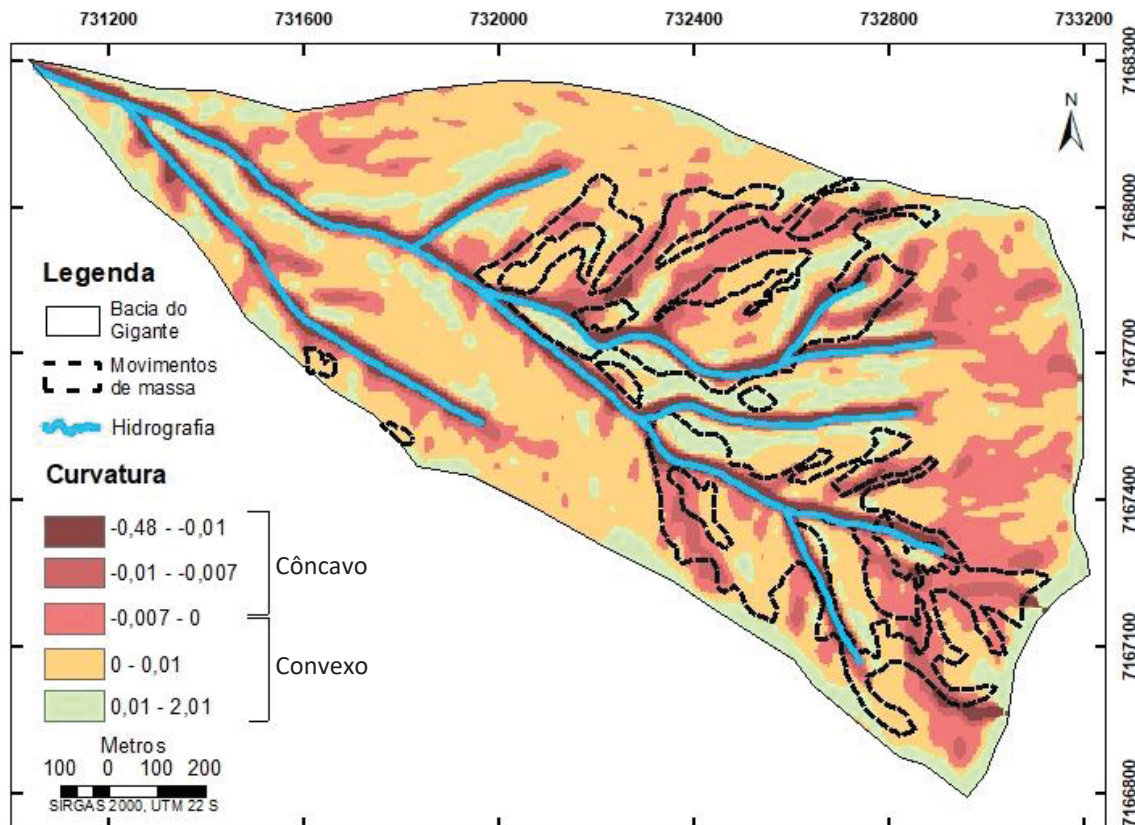 731200 731600 732000 732400 732800 733200
7168300
7168000
7167700
7167400
7167100
7166800
N
Legenda
Bacia do
Gigante
Movimentos
de massa
Hidrografia
Curvatura
-0,48 - -0,01
-0,01 - -0,007
-0,007 - 0
0 - 0,01
0,01 - 2,01
Côncavo
Convexo
Metros
100 0 100 200
SIRGAS 2000, UTM 22 S